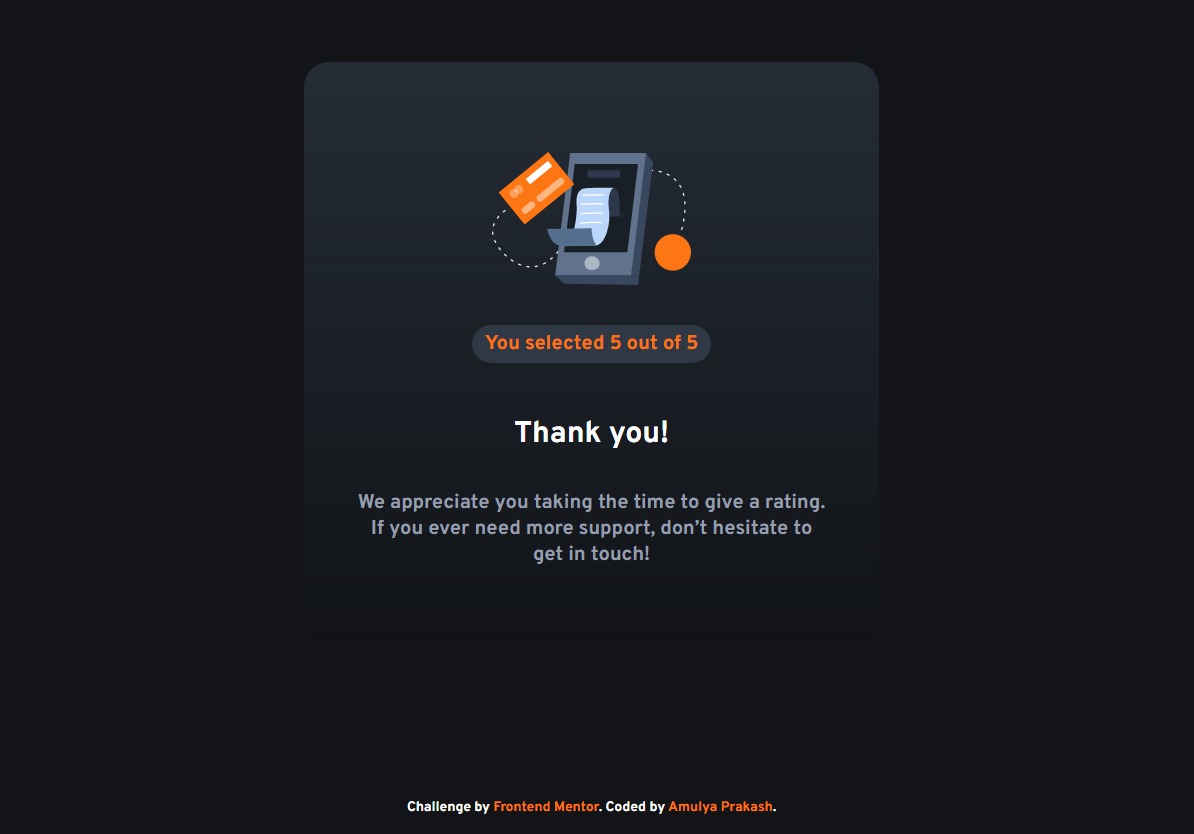 You selected 5 out of 5
Thank you!
We appreciate you taking the time to give a rating.
If you ever need more support, don’t hesitate to
get in touch!
Challenge by Frontend Mentor. Coded by Amulya Prakash.